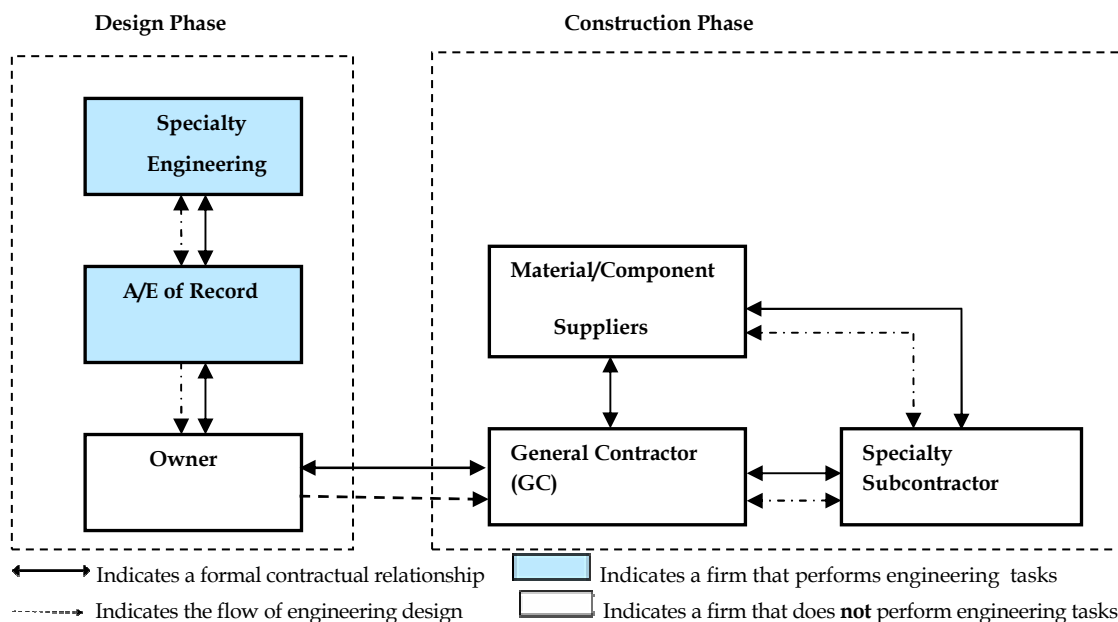 Design Phase
Construction Phase
Specialty
Engineering
A/E of Record
Owner
Material/Component
Suppliers
General Contractor
(GC)
Specialty
Subcontractor
Indicates a formal contractual relationship
Indicates a firm that performs engineering tasks
Indicates the flow of engineering design
Indicates a firm that does not perform engineering tasks